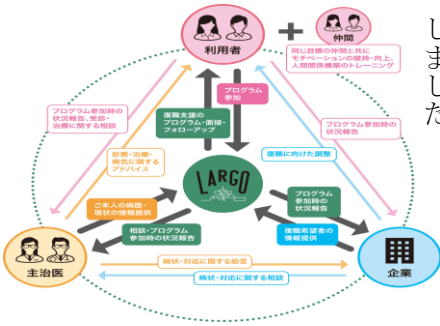 利用者
仲間
同じ目標の仲間と共に
モチベーションの維持・向上、
人間関係構築のトレーニング
プログラム
参加
プログラム参加時の
状況報告、受診・
治療に関する相談
復職支援の
プログラム・面接・
フォローアップ
プログラム参加時の
状況報告
診察・治療・
病気に関する
アドバイス
復職に向けた調整
LARGO
ご本人の病歴・
現状の情報提供
プログラム
参加時の
状況報告
相談・プログラム
参加時の状況報告
復職希望者の
情報提供
主治医
企業
病状・対応に関する助言
病状・対応に関する相談
し
ま
し
た